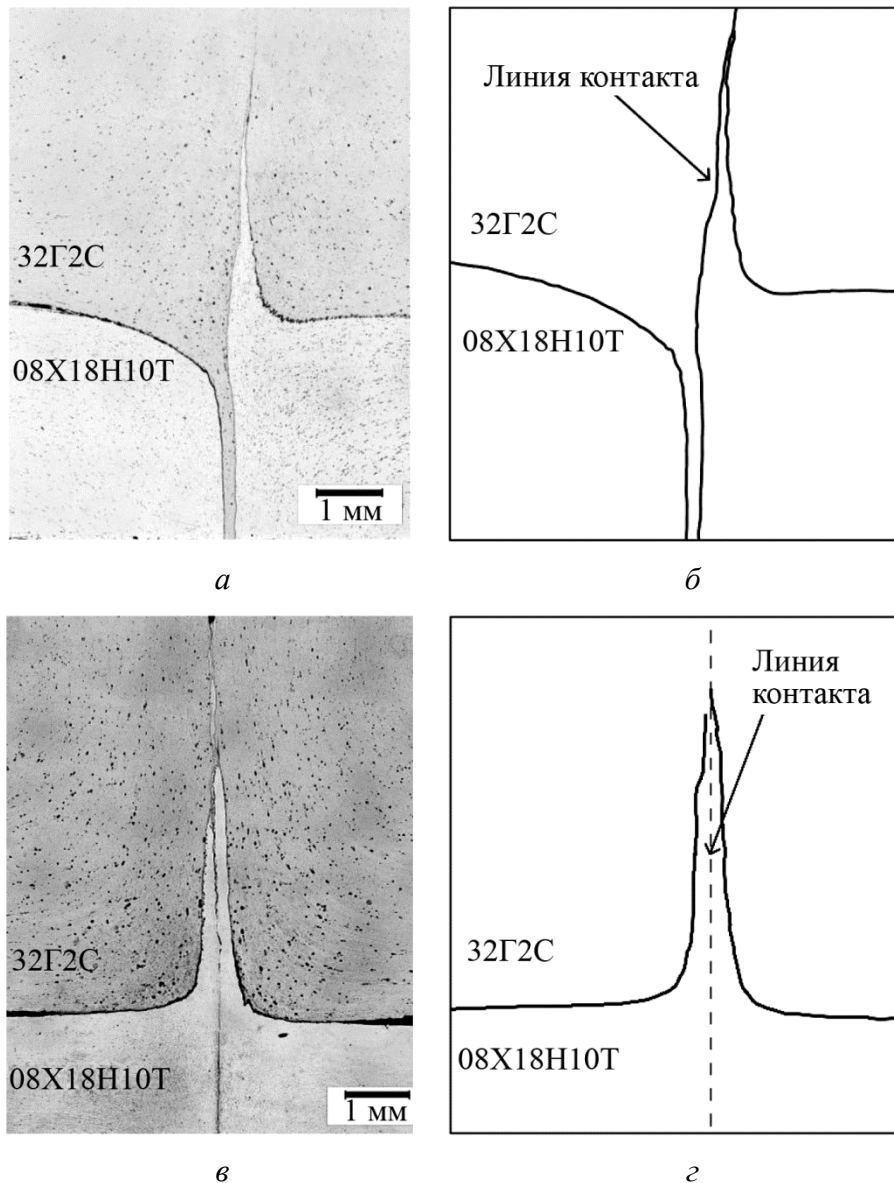 32Г2С
08Х18Н10Т
1 мм
Линия контакта
32Г2С
08Х18Н10Т
а
б
32Г2С
08Х18Н10Т
1 мм
Линия
контакта
32Г2С
08Х18Н10Т
в
г